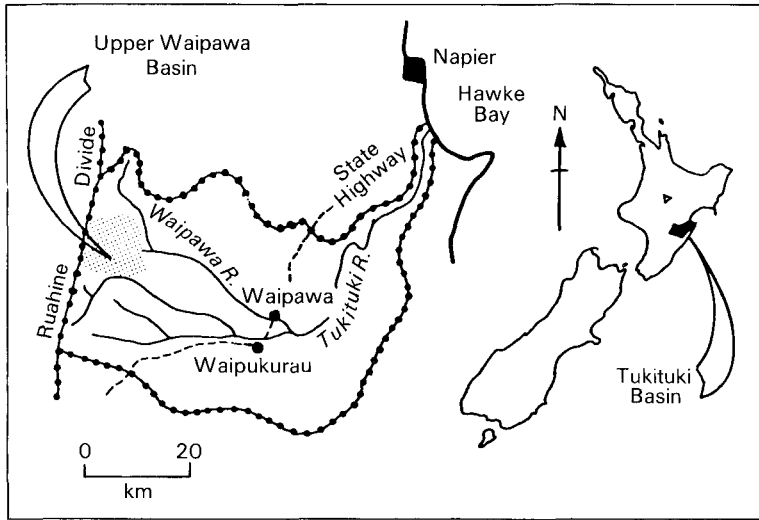 Upper Waipawa
Basin
Napier
Hawke
Bay
N
Divide
State
Highway
Waipawa R.
Waipawa
Tukituki R.
Ruahine
Waipukurau
Tukituki
Basin
0 20
km